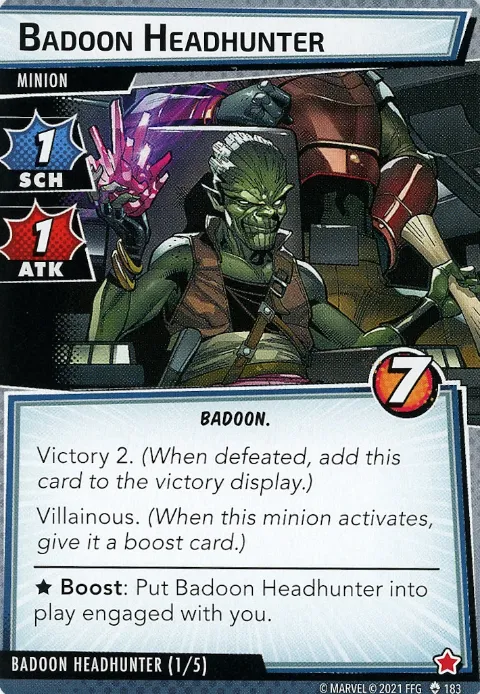 BADOON HEADHUNTER
MINION
1
SCH
1
ATK
7
BADOON.
Victory 2. (When defeated, add this
card to the victory display.)
Villainous. (When this minion activates,
give it a boost card.)
★ Boost: Put Badoon Headhunter into
play engaged with you.
BADOON HEADHUNTER (1/5)
© MARVEL © 2021 FFG 183